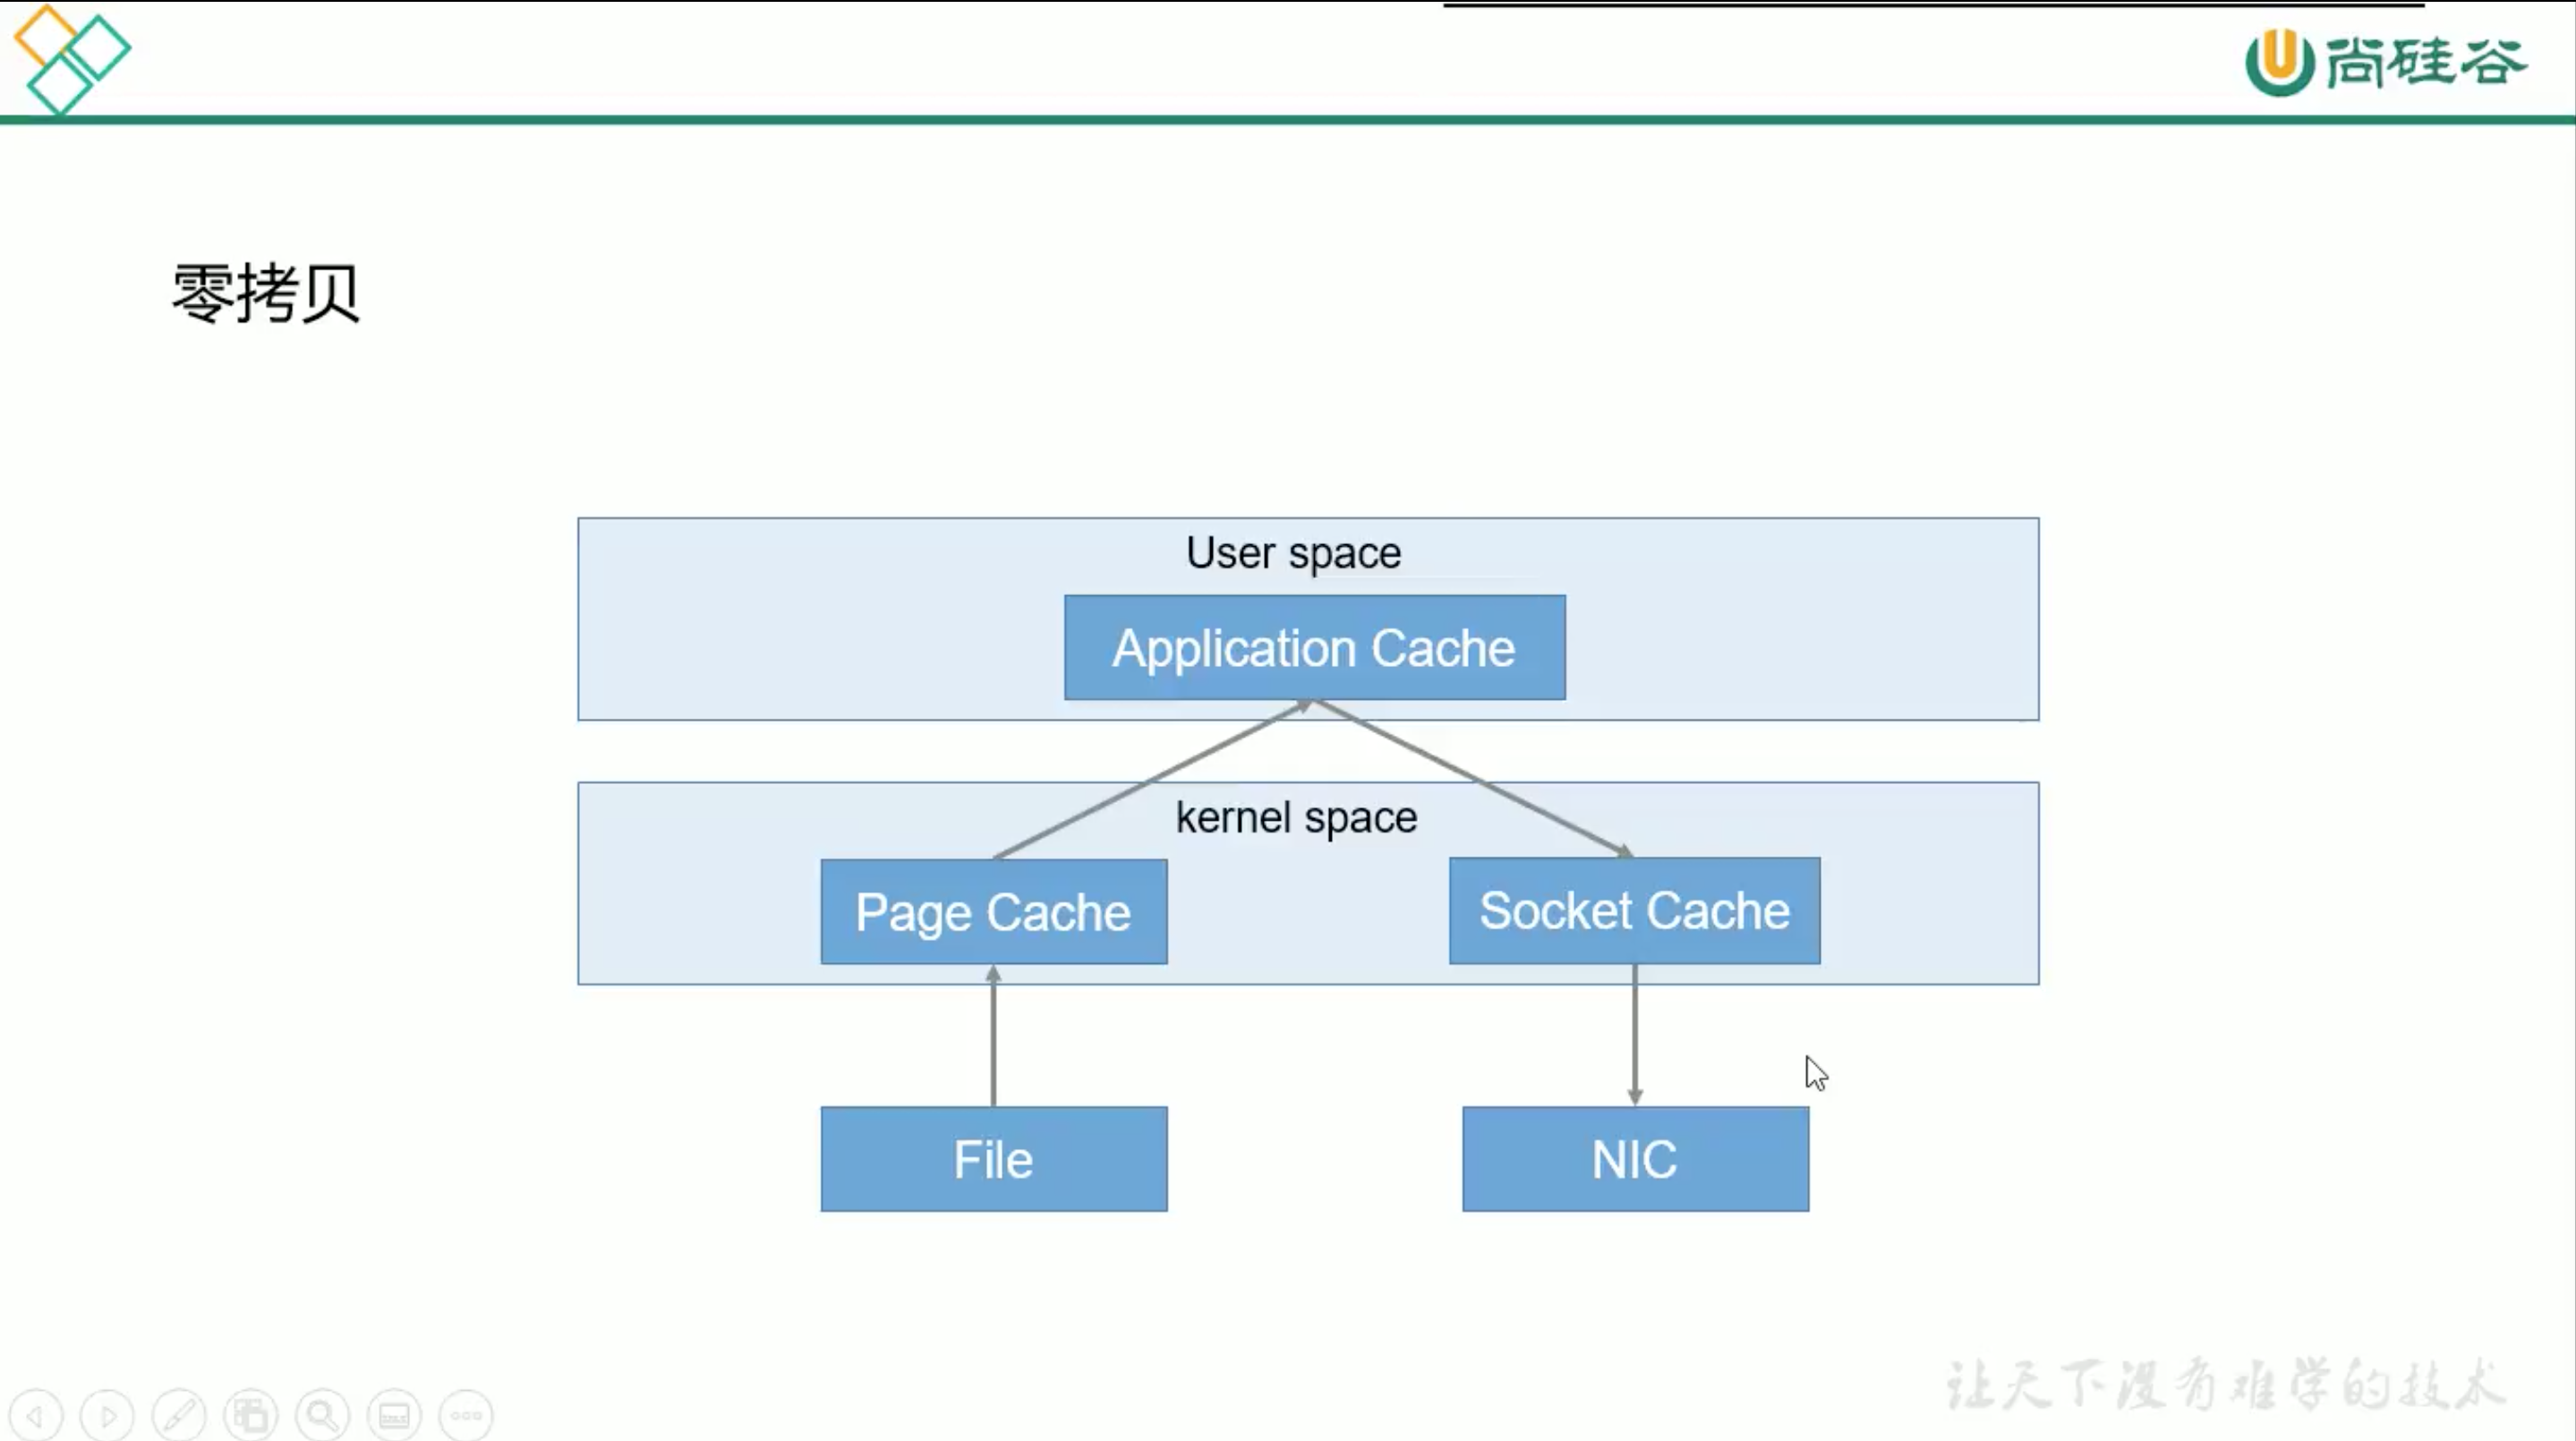 尚硅谷
零拷贝
User space
Application Cache
kernel space
Page Cache
Socket Cache
File
NIC
让天下没有难学的技术